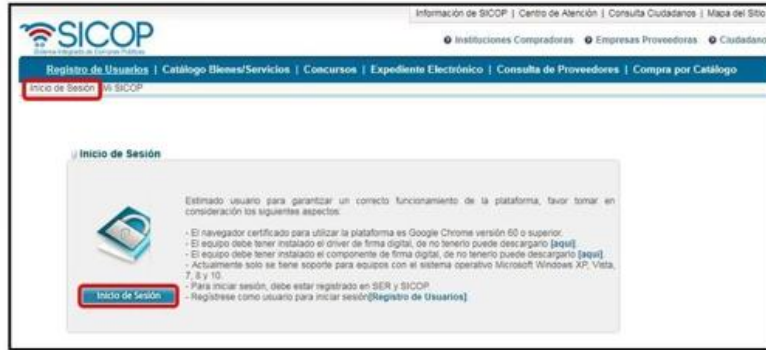 Información de SICOP | Centro de Atención | Consulta Ciudadanos | Mapa del Sitio
SICOP
Sistema Integrado de Compras Públicas
Instituciones Compradoras Empresas Proveedoras Ciudadano
Registro de Usuarios | Catálogo Bienes/Servicios | Concursos | Expediente Electrónico | Consulta de Proveedores | Compra por Catálogo
Inicio de Sesión Mi SICOP
Inicio de Sesión
Estimado usuario para garantizar un correcto funcionamiento de la plataforma, favor tomar en
consideración los siguientes aspectos:
- El navegador certificado para utilizar la plataforma es Google Chrome versión 60 o superior.
- El equipo debe tener instalado el driver de firma digital, de no tenerlo puede descargarlo [aquí].
- El equipo debe tener instalado el componente de firma digital, de no tenerlo puede descargarlo [aquí].
- Actualmente solo se tiene soporte para equipos con el sistema operativo Microsoft Windows XP, Vista,
7, 8 y 10.
- Para iniciar sesión, debe estar registrado en SER y SICOP.
- Regístrese como usuario para iniciar sesión[Registro de Usuarios].
Inicio de Sesión